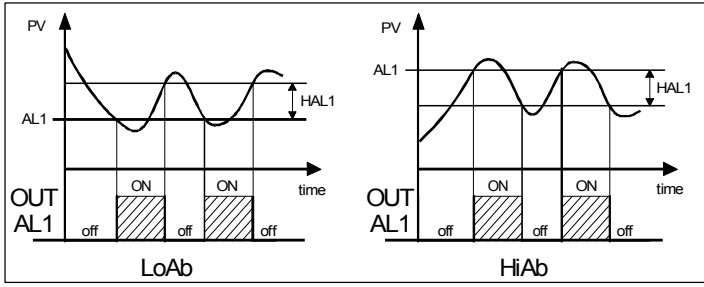 PV
HAL1
AL1
time
OUT
AL1
off ON off ON off
LoAb
PV
AL1
HAL1
time
OUT
AL1
off ON off ON off
HiAb